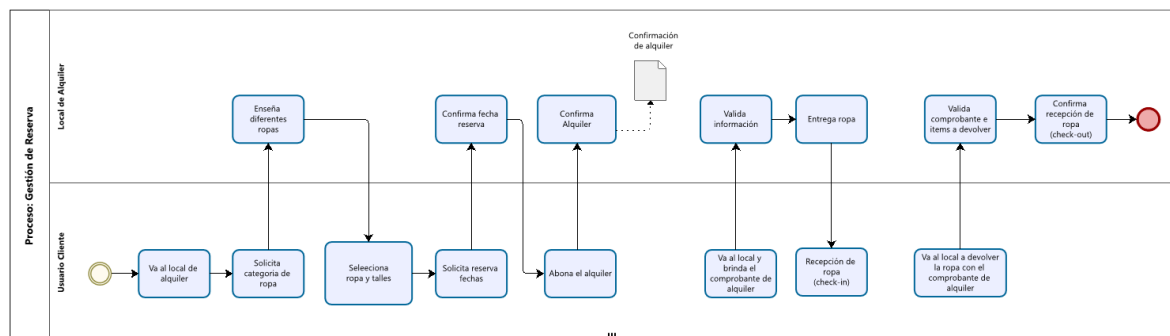 Proceso: Gestión de Reserva
Local de Alquiler
Confirmación
de alquiler
Enseña
diferentes
ropas
Confirma fecha
reserva
Confirma
Alquiler
Valida
información
Entrega ropa
Valida
comprobante e
items a devolver
Confirma
recepción de
ropa
(check-out)
Usuario Cliente
Va al local de
alquiler
Solicita
categoria de
ropa
Seleeciona
ropa y talles
Solicita reserva
fechas
Abona el alquiler
Va al local y
brinda el
comprobante de
alquiler
Recepción de
ropa
(check-in)
Va al local a devolver
la ropa con el
comprobante de
alquiler